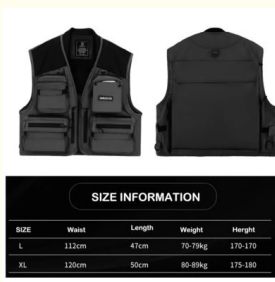 SIZE INFORMATION
SIZE Waist Length Weight Herght
L 112cm 47cm 70-79kg 170-170
XL 120cm 50cm 80-89kg 175-180